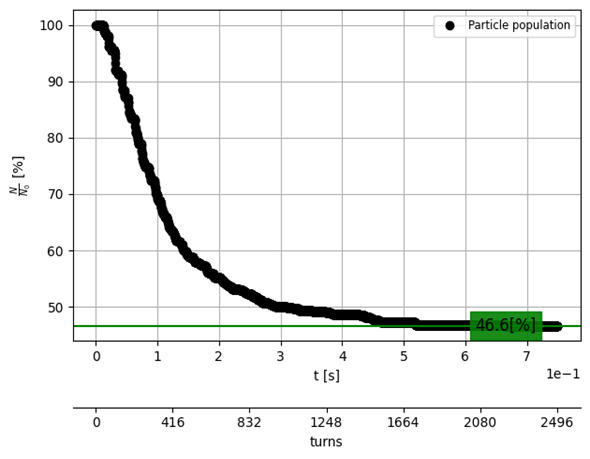 Particle population
N/N₀ [%]
100
90
80
70
60
50
46.6[%]
0 1 2 3 4 5 6 7
1e−1
t [s]
0 416 832 1248 1664 2080 2496
turns